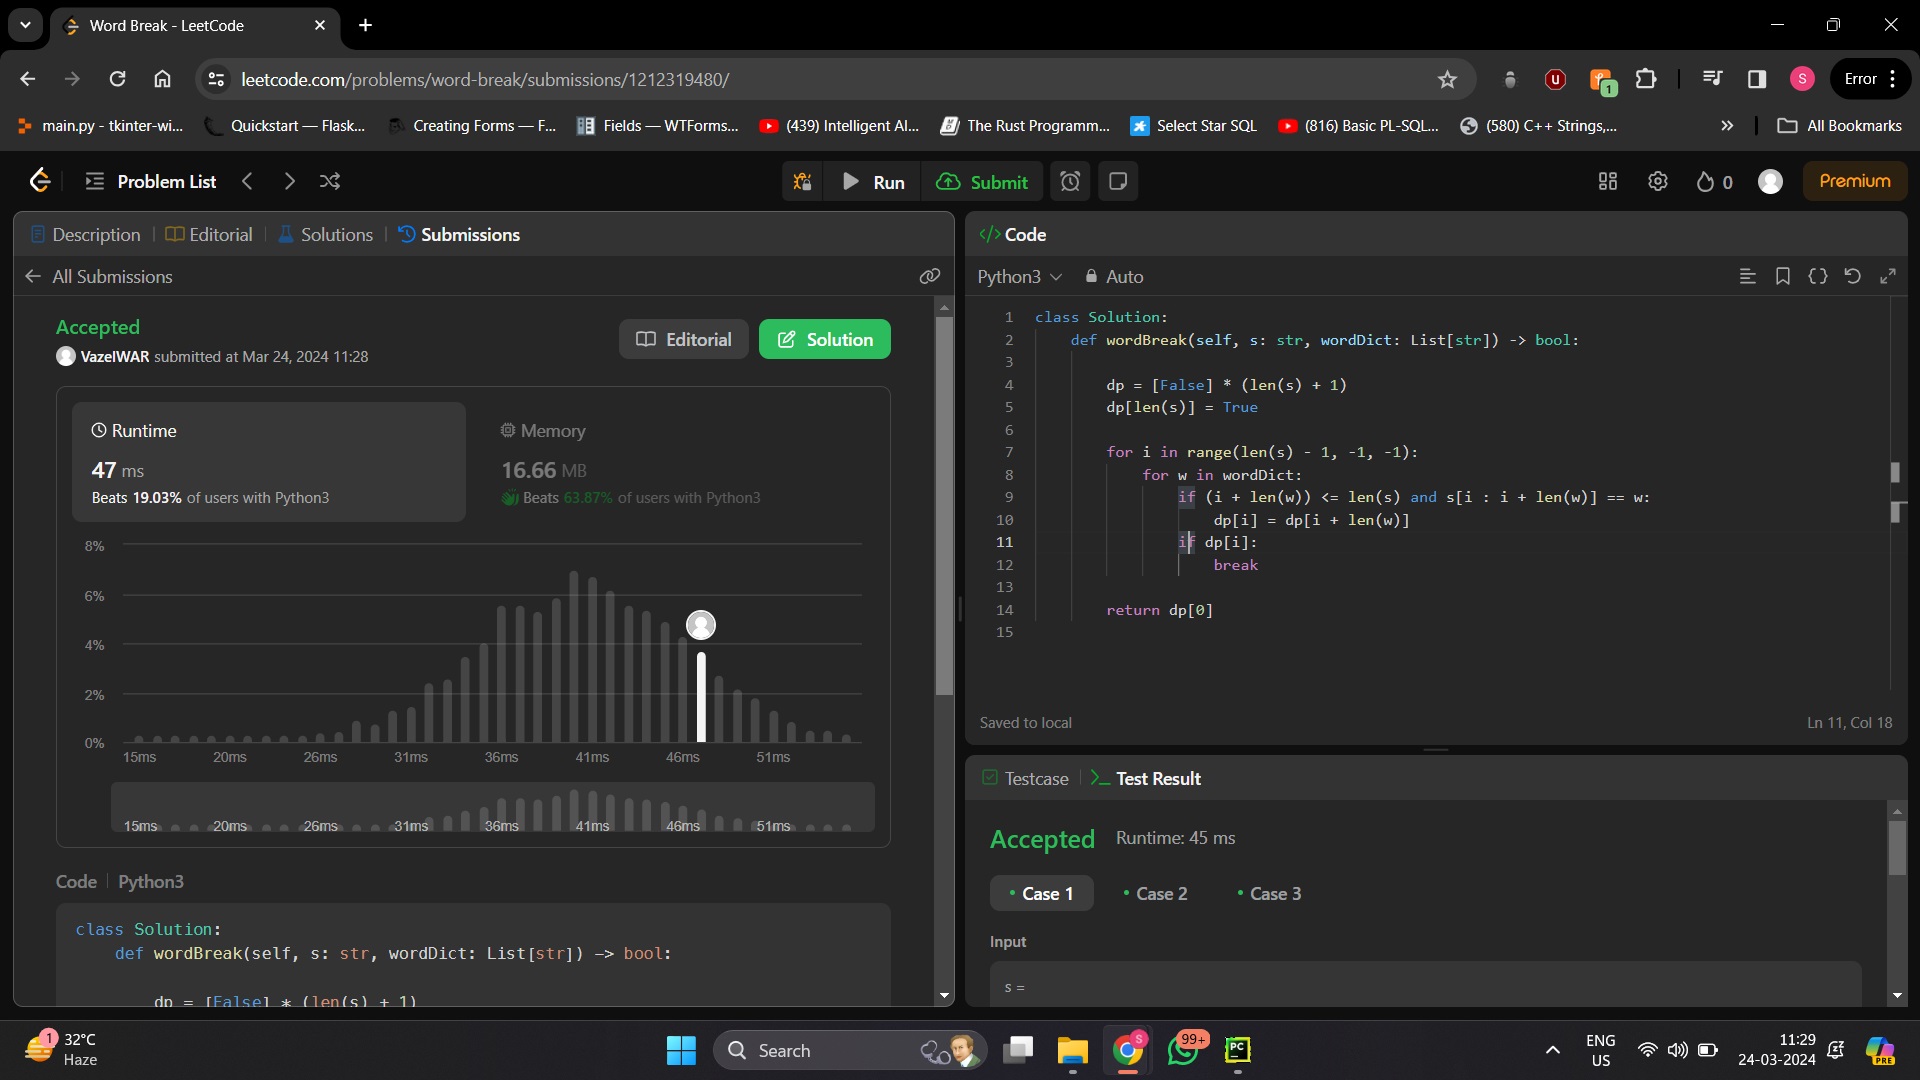 Word Break - LeetCode
leetcode.com/problems/word-break/submissions/1212319480/
U
1
S
Error
main.py - tkinter-wi...
Quickstart — Flask...
Creating Forms — F...
Fields — WTForms...
(439) Intelligent AI...
The Rust Programm...
Select Star SQL
(816) Basic PL-SQL...
(580) C++ Strings,...
All Bookmarks
Problem List
Run
Submit
0
Premium
Description
Editorial
Solutions
Submissions
All Submissions
Accepted
VazelWAR submitted at Mar 24, 2024 11:28
Editorial
Solution
Runtime
47 ms
Beats 19.03% of users with Python3
Memory
16.66 MB
Beats 63.87% of users with Python3
8%
6%
4%
2%
0%
15ms 20ms 26ms 31ms 36ms 41ms 46ms 51ms
15ms 20ms 26ms 31ms 36ms 41ms 46ms 51ms
Code Python3
class Solution:
def wordBreak(self, s: str, wordDict: List[str]) -> bool:
dp = [False] * (len(s) + 1)
</> Code
Python3 Auto
1 class Solution:
2 def wordBreak(self, s: str, wordDict: List[str]) -> bool:
3
4 dp = [False] * (len(s) + 1)
5 dp[len(s)] = True
6
7 for i in range(len(s) - 1, -1, -1):
8 for w in wordDict:
9 if (i + len(w)) <= len(s) and s[i : i + len(w)] == w:
10 dp[i] = dp[i + len(w)]
11 if dp[i]:
12 break
13
14 return dp[0]
15
Saved to local
Ln 11, Col 18
Testcase
Test Result
Accepted Runtime: 45 ms
Case 1
Case 2
Case 3
Input
s =
1
32°C
Haze
Search
S
99+
PC
ENG
US
11:29
24-03-2024
PRE